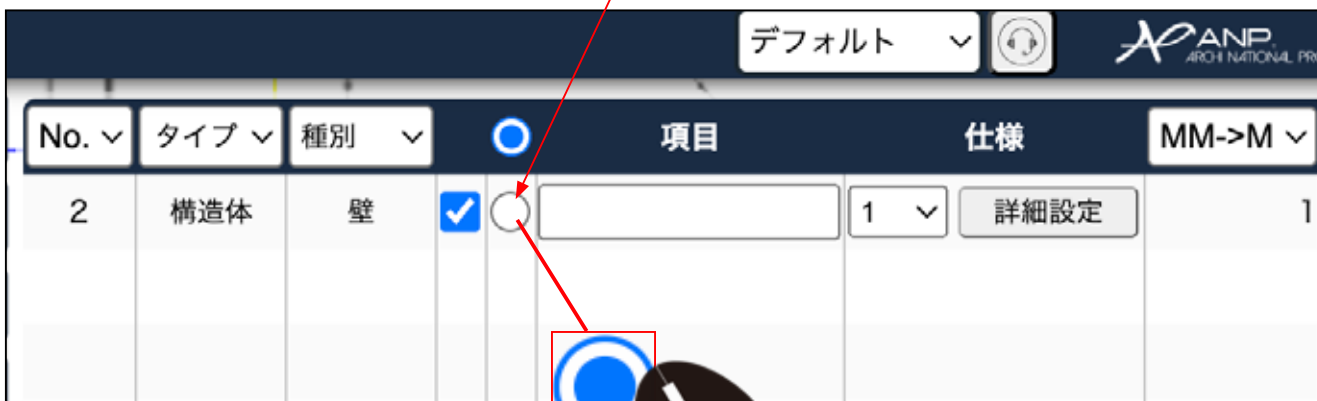 デフォルト
ANP.
ARCHI NATIONAL
No. タイプ 種別 項目 仕様 MM->M
2 構造体 壁 1 詳細設定 1